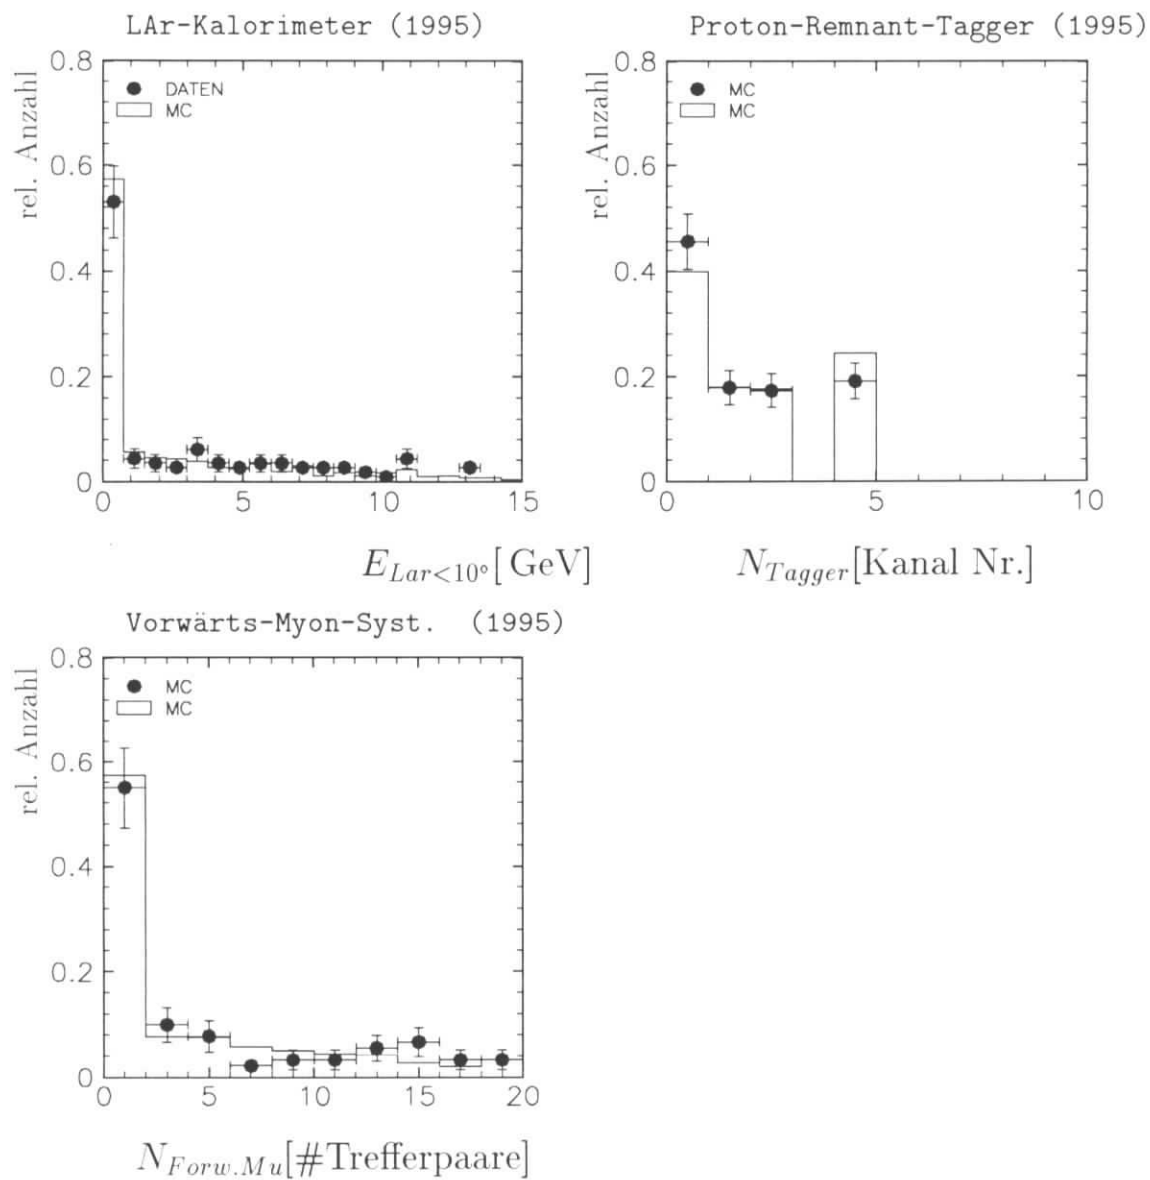 LAr-Kalorimeter (1995)
rel. Anzahl
0.8
0.6
0.4
0.2
0
DATEN
MC
0 5 10 15
E_{Lar<10°}[GeV]
Proton-Remnant-Tagger (1995)
rel. Anzahl
0.8
0.6
0.4
0.2
0
MC
MC
0 5 10
N_{Tagger}[Kanal Nr.]
Vorwärts-Myon-Syst. (1995)
rel. Anzahl
0.8
0.6
0.4
0.2
0
MC
MC
0 5 10 15 20
N_{Forw.Mu}[#Trefferpaare]